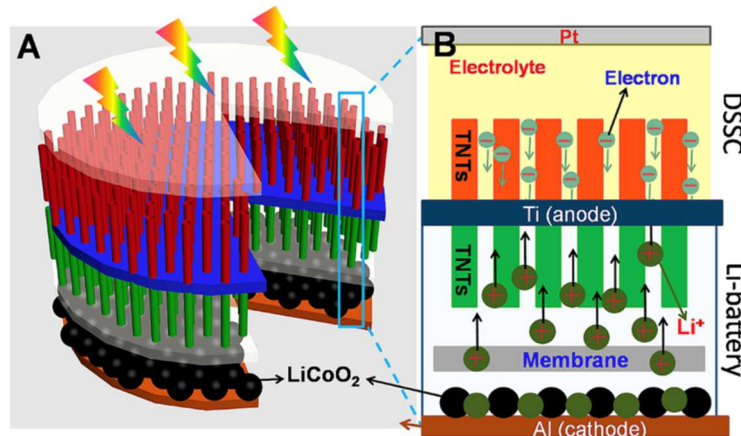 A
B
Pt
Electrolyte
Electron
TNTs
DSSC
Ti (anode)
TNTs
Li-battery
Li⁺
Membrane
LiCoO₂
Al (cathode)